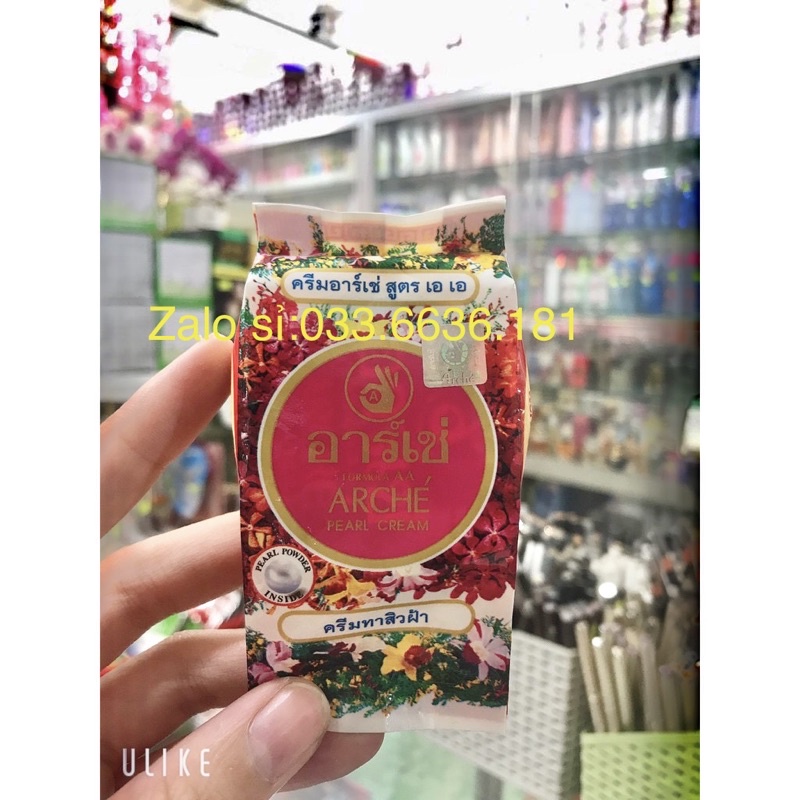 ครีมอาร์เช่ สูตร เอ เอ
Zalo sỉ:033.6636.181
Arché
A
อาร์เช่
FORMULA AA
ÁRCHÉ
PEARL CREAM
PEARL POWDER
INSIDE
ครีมทาสิวฝ้า
ULIKE